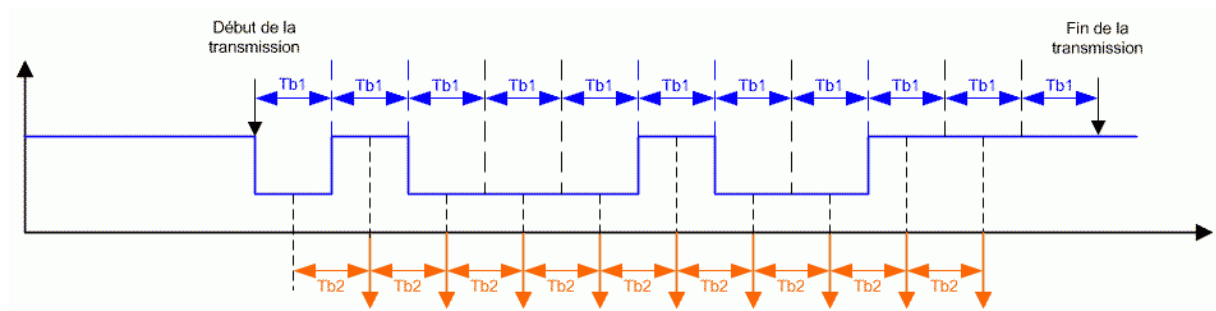 Début de la
transmission
Fin de la
transmission
Tb1 Tb1 Tb1 Tb1 Tb1 Tb1 Tb1 Tb1 Tb1 Tb1 Tb1
Tb2 Tb2 Tb2 Tb2 Tb2 Tb2 Tb2 Tb2 Tb2